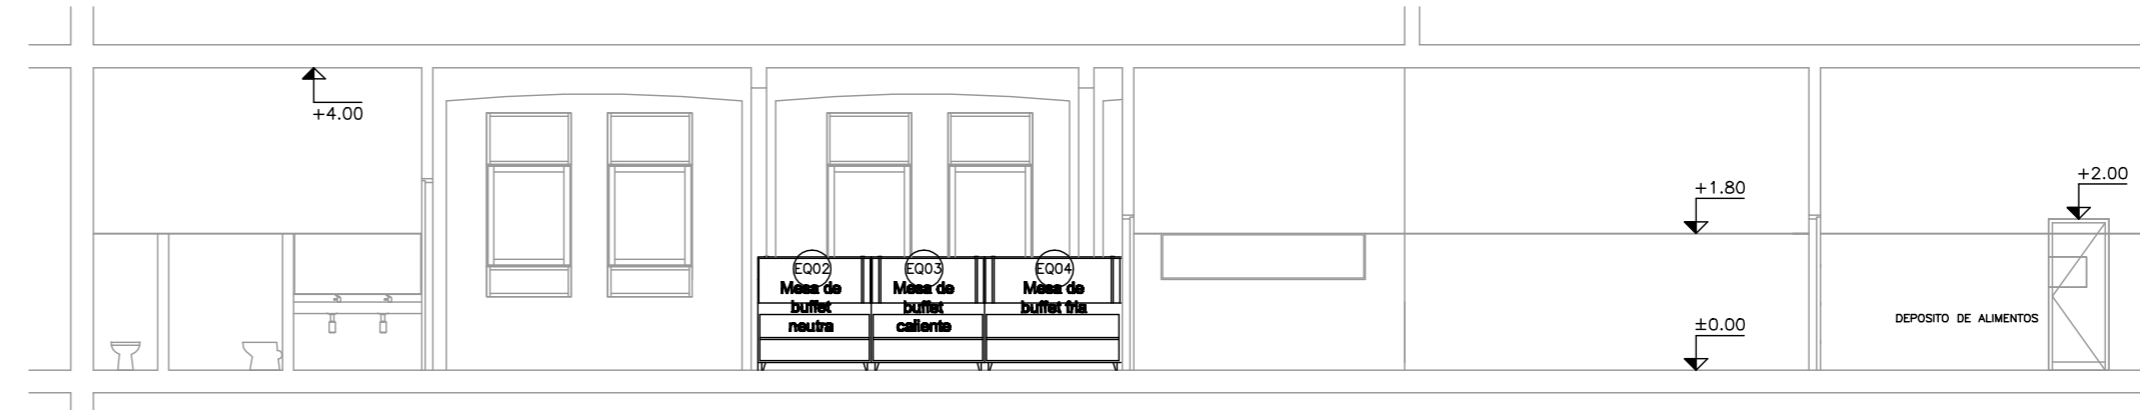 +4.00
+2.00
+1.80
EQ02
Mesa de
buffet
neutra
EQ03
Mesa de
buffet
caliente
EQ04
Mesa de
buffet fria
DEPOSITO DE ALIMENTOS
±0.00